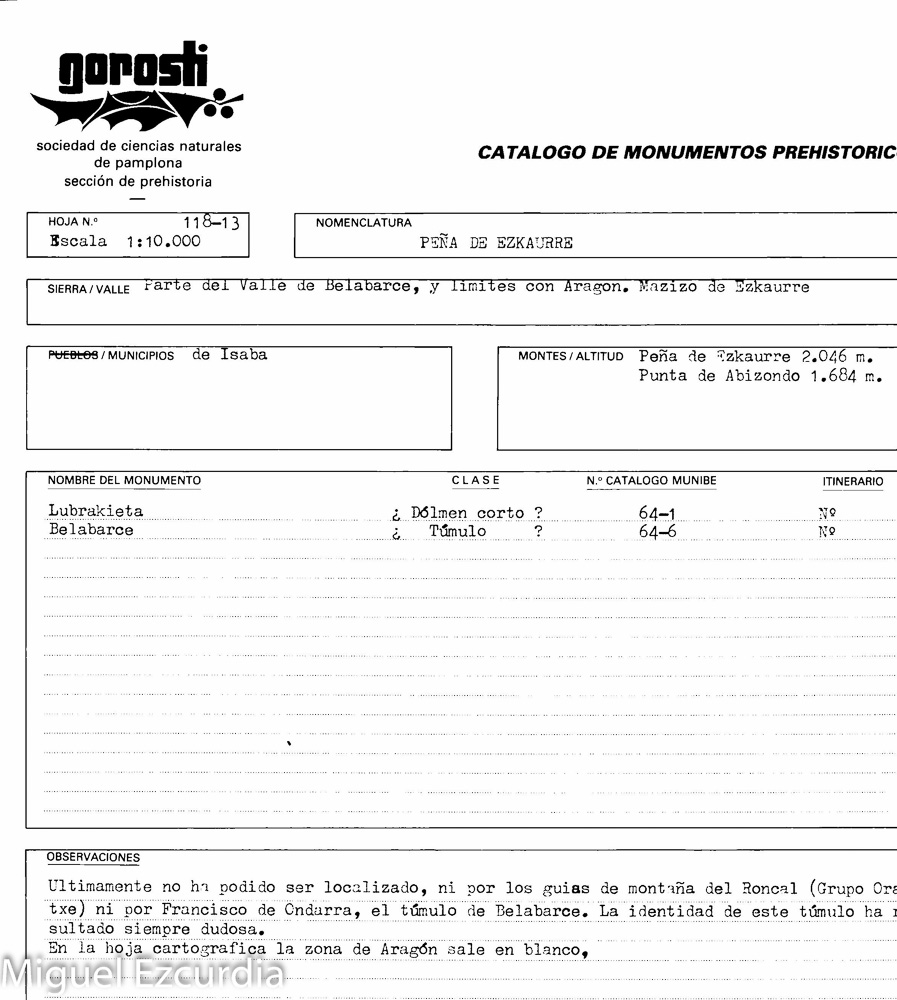 gorosti
sociedad de ciencias naturales
de pamplona
sección de prehistoria
CATALOGO DE MONUMENTOS PREHISTORIC
HOJA N.º 118-13
Escala 1:10.000
NOMENCLATURA
PEÑA DE EZKAURRE
SIERRA / VALLE Parte del Valle de Belabarce, y limites con Aragon. Mazizo de Ezkaurre
PUEBLOS / MUNICIPIOS de Isaba
MONTES / ALTITUD Peña de Ezkaurre 2.046 m.
Punta de Abizondo 1.684 m.
NOMBRE DEL MONUMENTO CLASE N.º CATALOGO MUNIBE ITINERARIO
Lubrakieta ¿ Dólmen corto ? 64-1 Nº
Belabarce ¿ Túmulo ? 64-6 Nº
OBSERVACIONES
Ultimamente no ha podido ser localizado, ni por los guias de montaña del Roncal (Grupo Ora
txe) ni por Francisco de Ondarra, el túmulo de Belabarce. La identidad de este túmulo ha r
sultado siempre dudosa.
En la hoja cartografica la zona de Aragón sale en blanco,
Miguel Ezcurdia